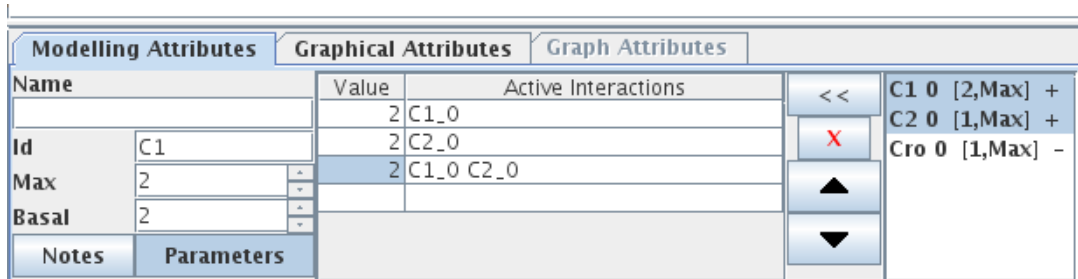 Modelling Attributes Graphical Attributes Graph Attributes
Name
Id C1
Max 2
Basal 2
Notes Parameters
Value Active Interactions
2 C1_0
2 C2_0
2 C1_0 C2_0
<<
X
C1 0 [2,Max] +
C2 0 [1,Max] +
Cro 0 [1,Max] -